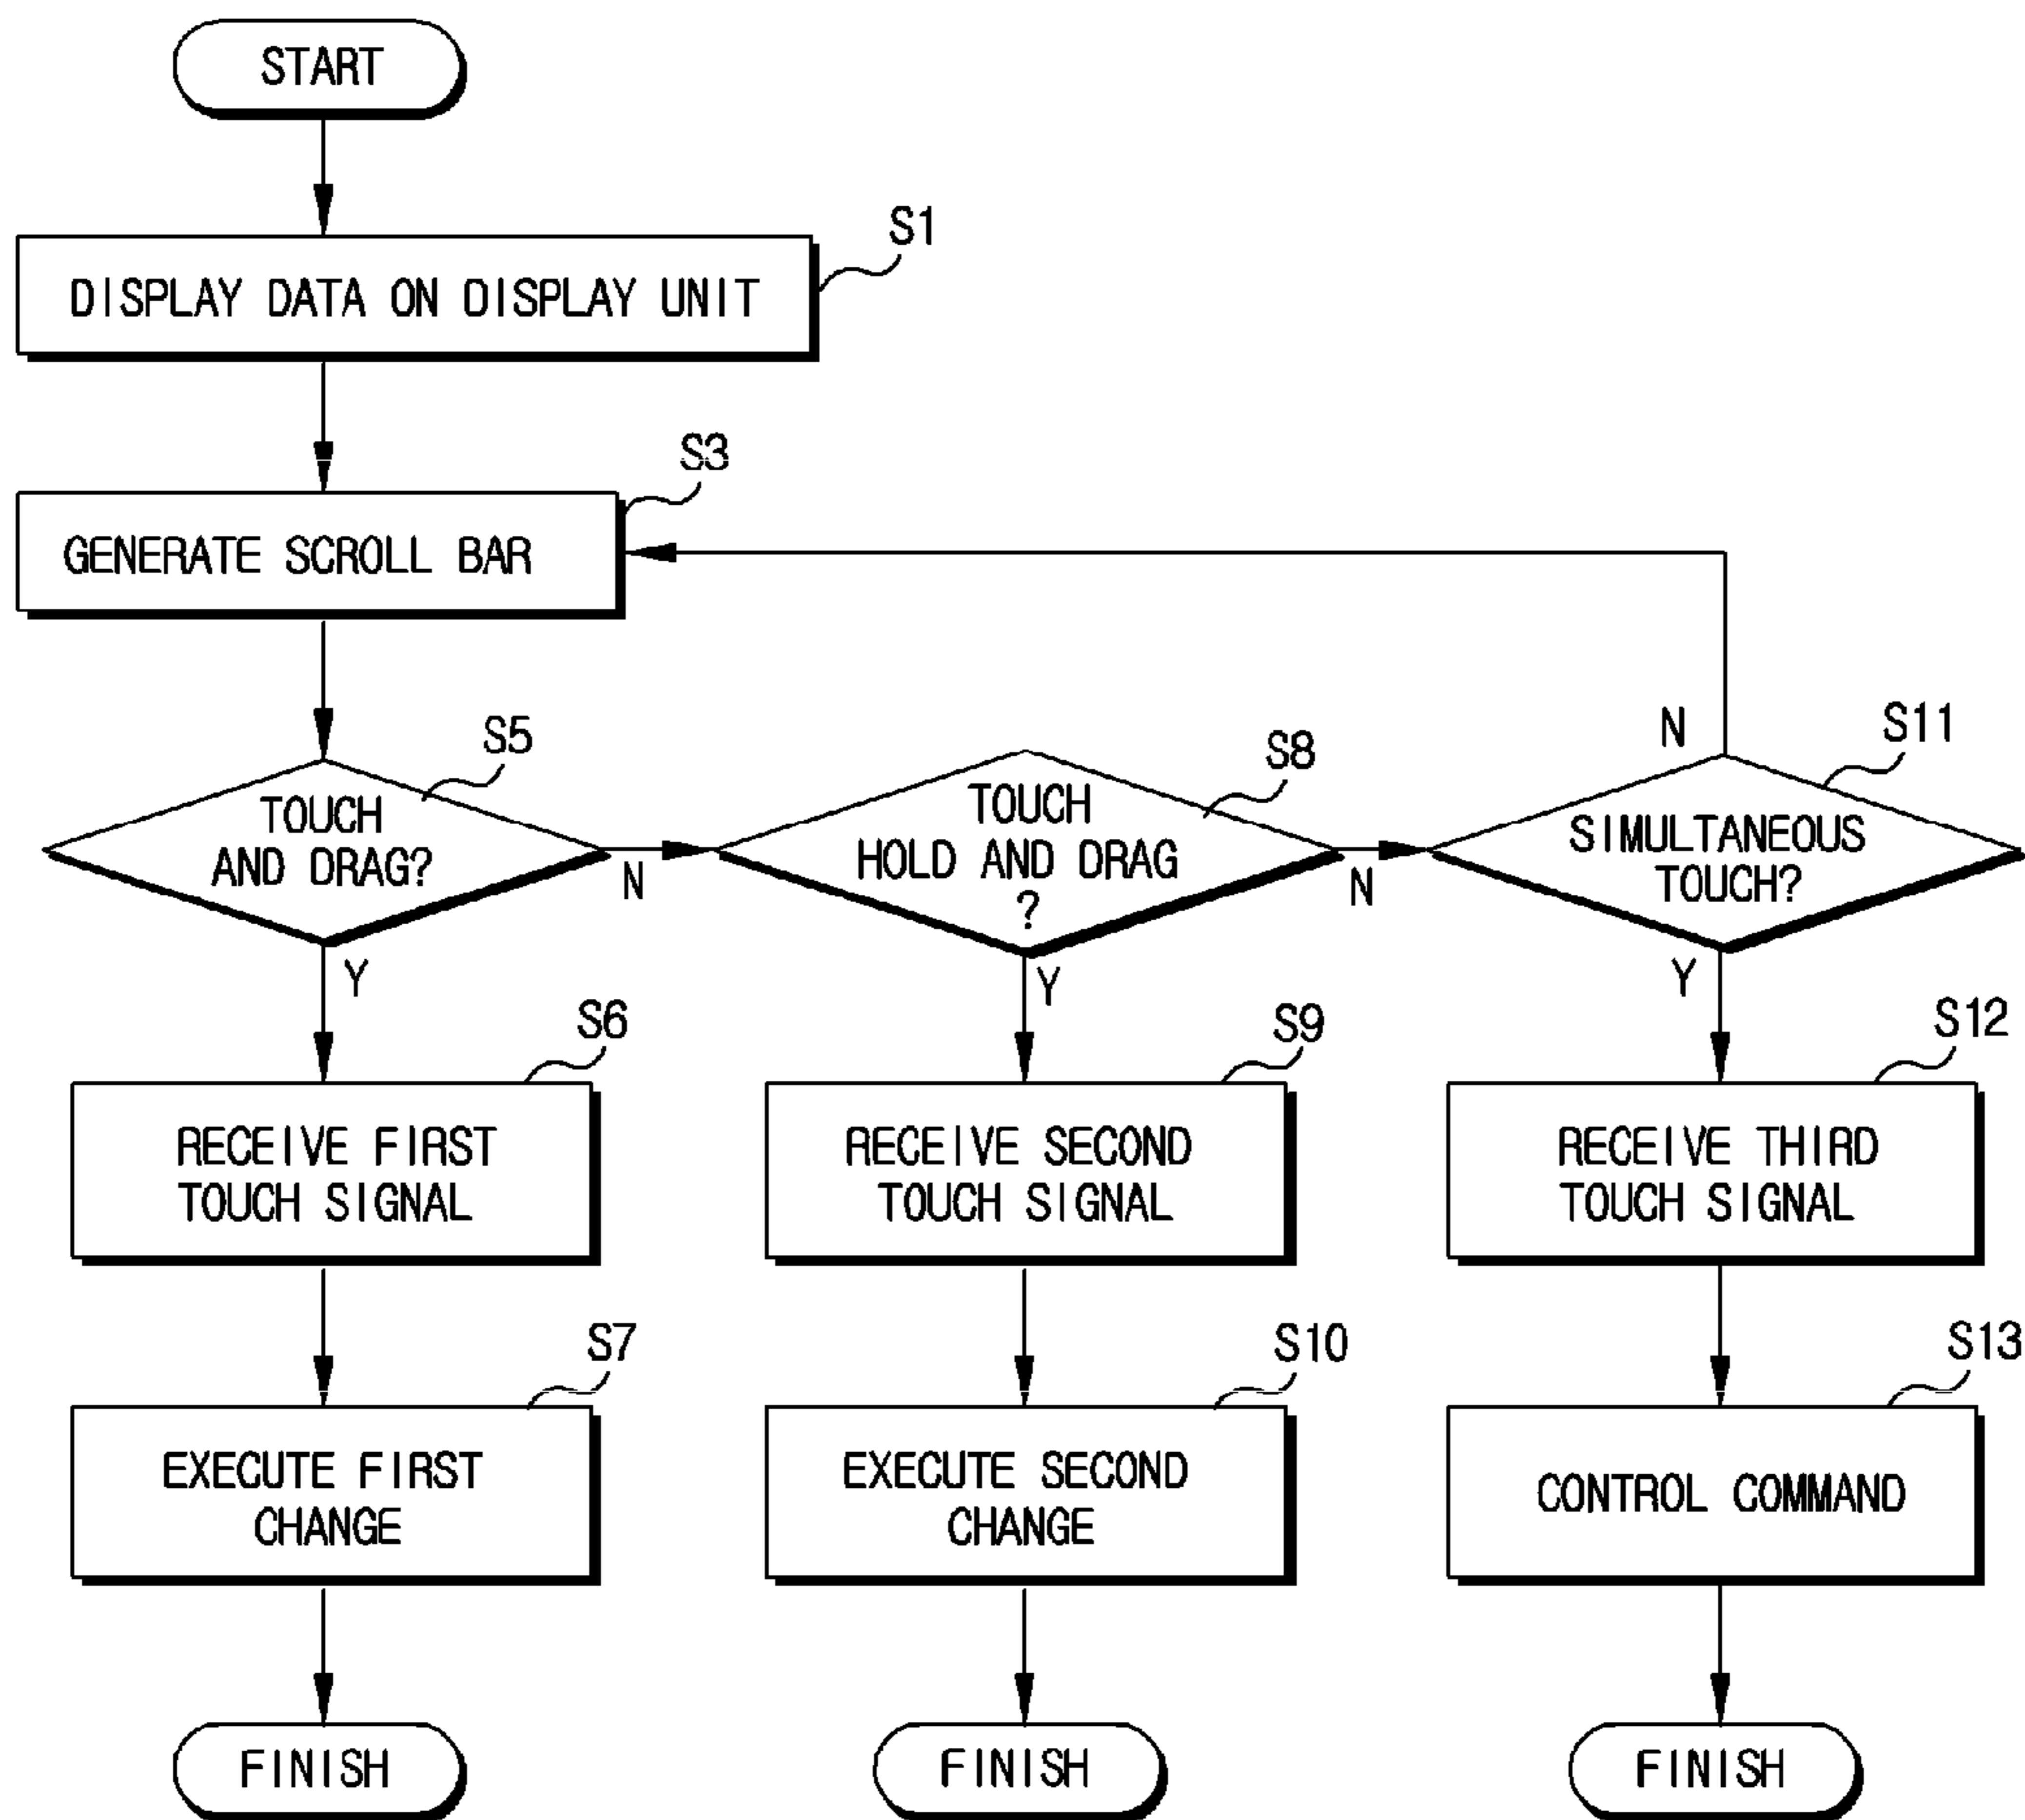 START
S1
DISPLAY DATA ON DISPLAY UNIT
S3
GENERATE SCROLL BAR
S5
TOUCH
AND DRAG?
N
Y
S8
TOUCH
HOLD AND DRAG
?
N
Y
S11
N
SIMULTANEOUS
TOUCH?
Y
S6
RECEIVE FIRST
TOUCH SIGNAL
S9
RECEIVE SECOND
TOUCH SIGNAL
S12
RECEIVE THIRD
TOUCH SIGNAL
S7
EXECUTE FIRST
CHANGE
S10
EXECUTE SECOND
CHANGE
S13
CONTROL COMMAND
FINISH
FINISH
FINISH